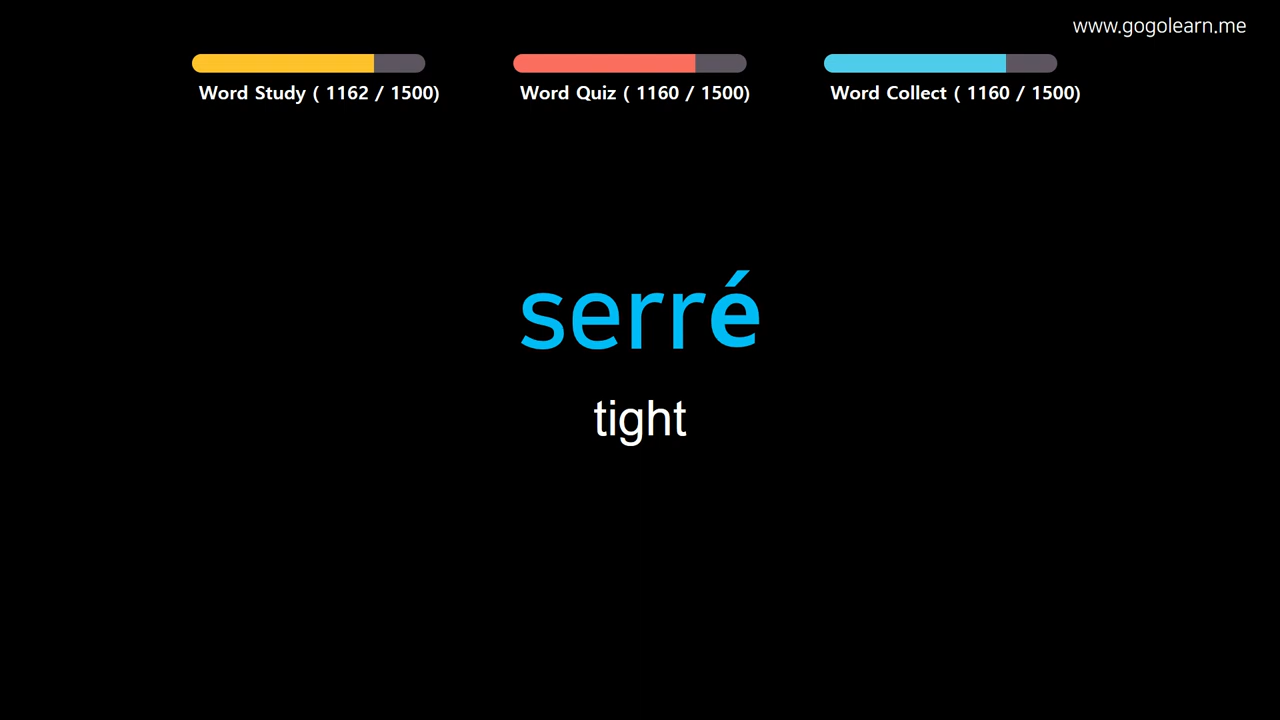 www.gogolearn.me
Word Study ( 1162 / 1500)
Word Quiz ( 1160 / 1500)
Word Collect ( 1160 / 1500)
serré
tight